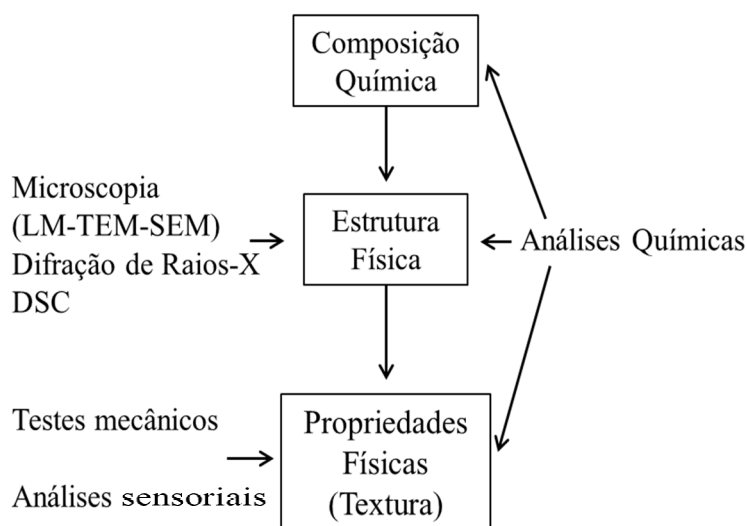 Composição
Química
Microscopia
(LM-TEM-SEM)
Difração de Raios-X
DSC
Estrutura
Física
Análises Químicas
Testes mecânicos
Análises sensoriais
Propriedades
Físicas
(Textura)